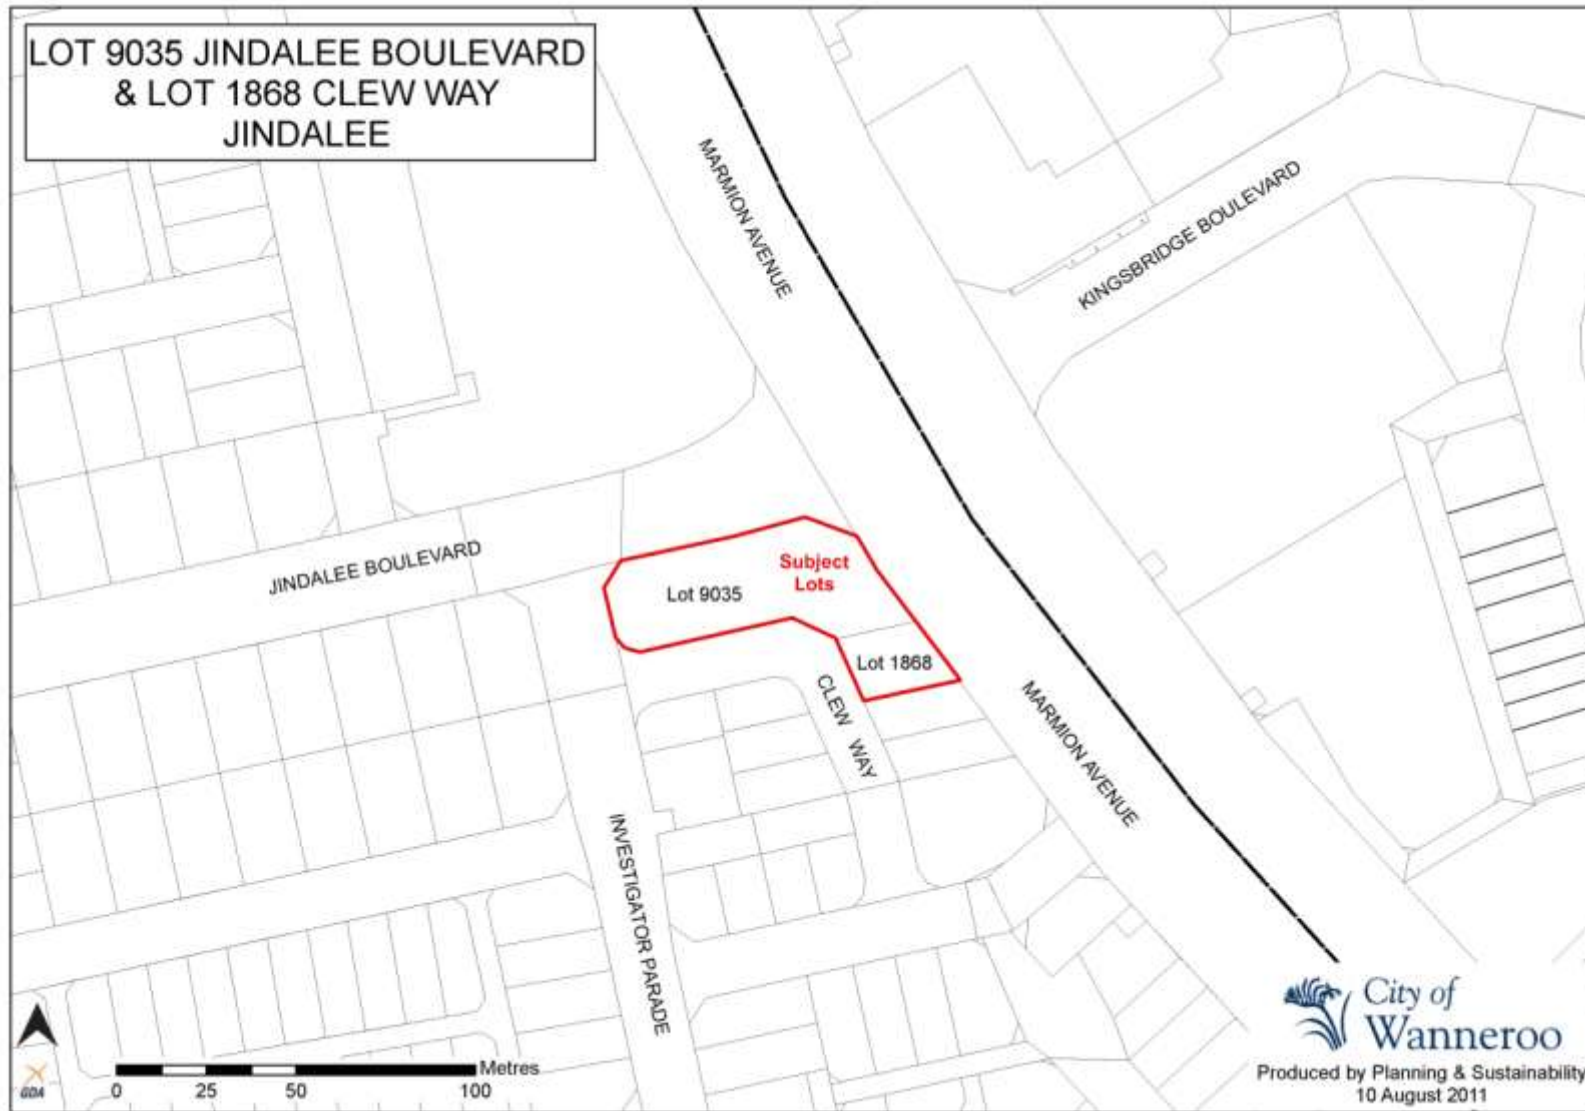 LOT 9035 JINDALEE BOULEVARD
& LOT 1868 CLEW WAY
JINDALEE
MARMION AVENUE
KINGSBRIDGE BOULEVARD
JINDALEE BOULEVARD
Subject
Lots
Lot 9035
Lot 1868
CLEW WAY
MARMION AVENUE
INVESTIGATOR PARADE
City of
Wanneroo
Metres
0 25 50 100
GDA
Produced by Planning & Sustainability
10 August 2011